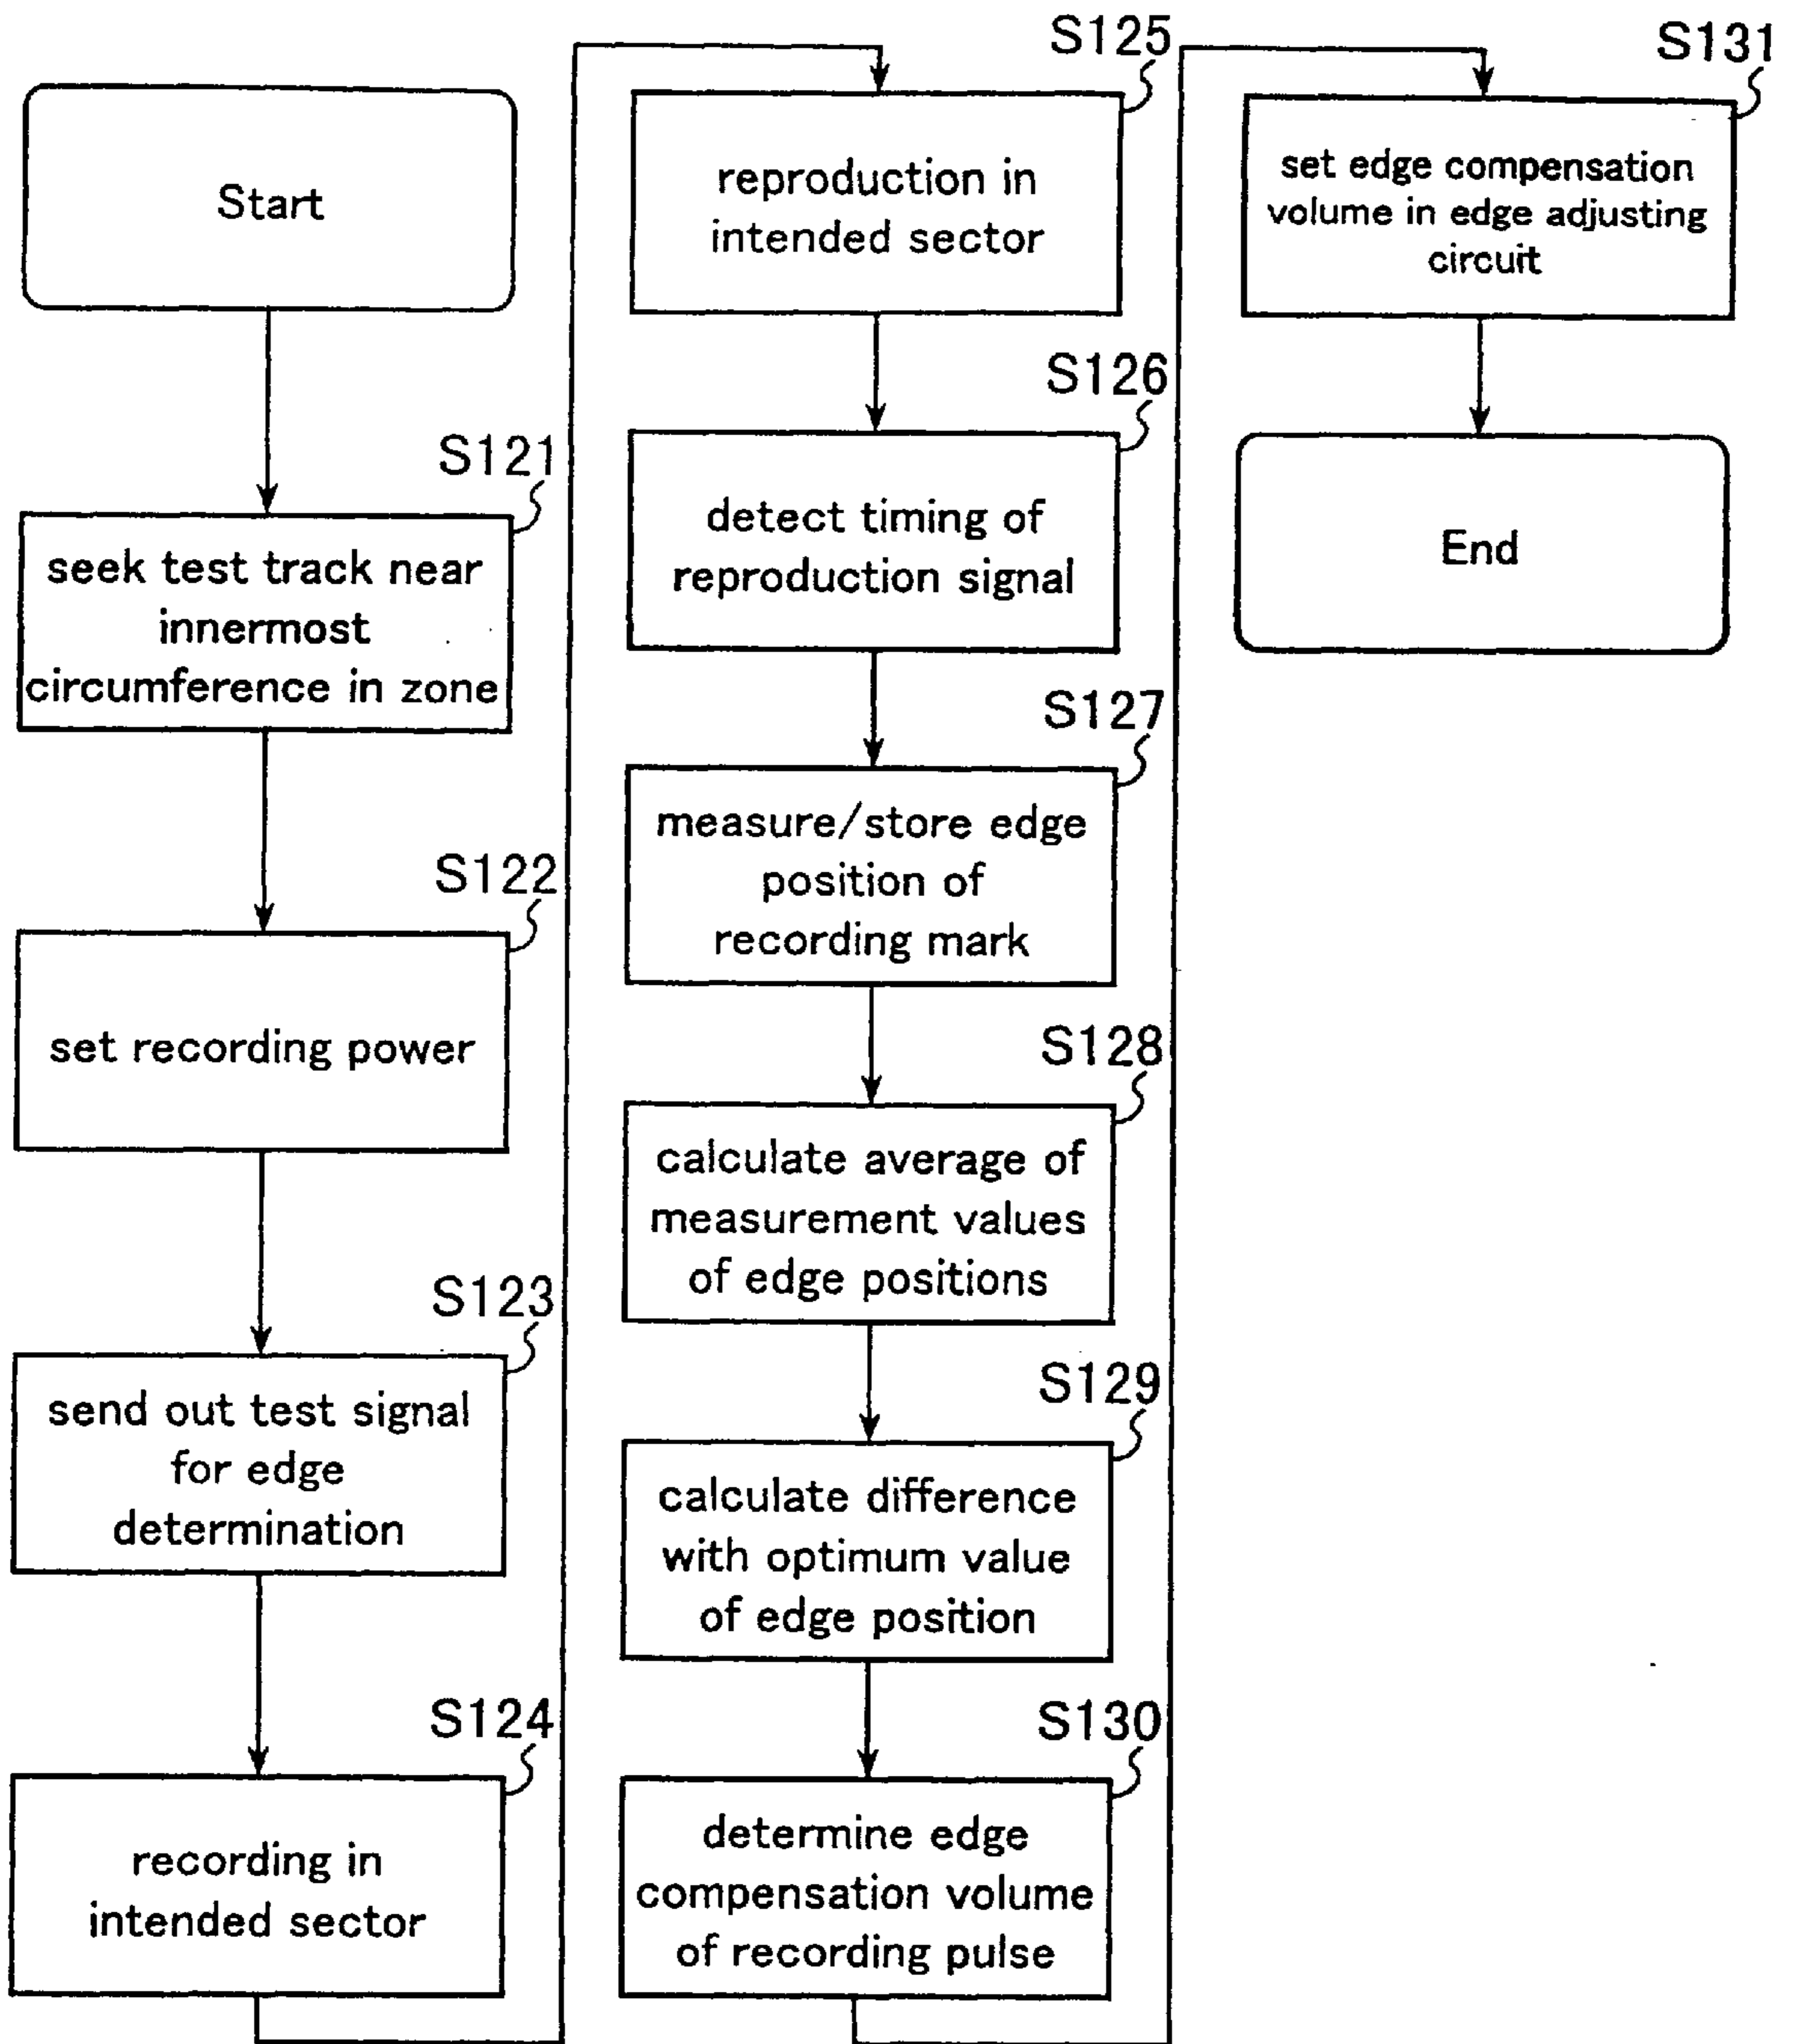 Start
S121
seek test track near
innermost
circumference in zone
S122
set recording power
S123
send out test signal
for edge
determination
S124
recording in
intended sector
S125
reproduction in
intended sector
S126
detect timing of
reproduction signal
S127
measure/store edge
position of
recording mark
S128
calculate average of
measurement values
of edge positions
S129
calculate difference
with optimum value
of edge position
S130
determine edge
compensation volume
of recording pulse
S131
set edge compensation
volume in edge adjusting
circuit
End